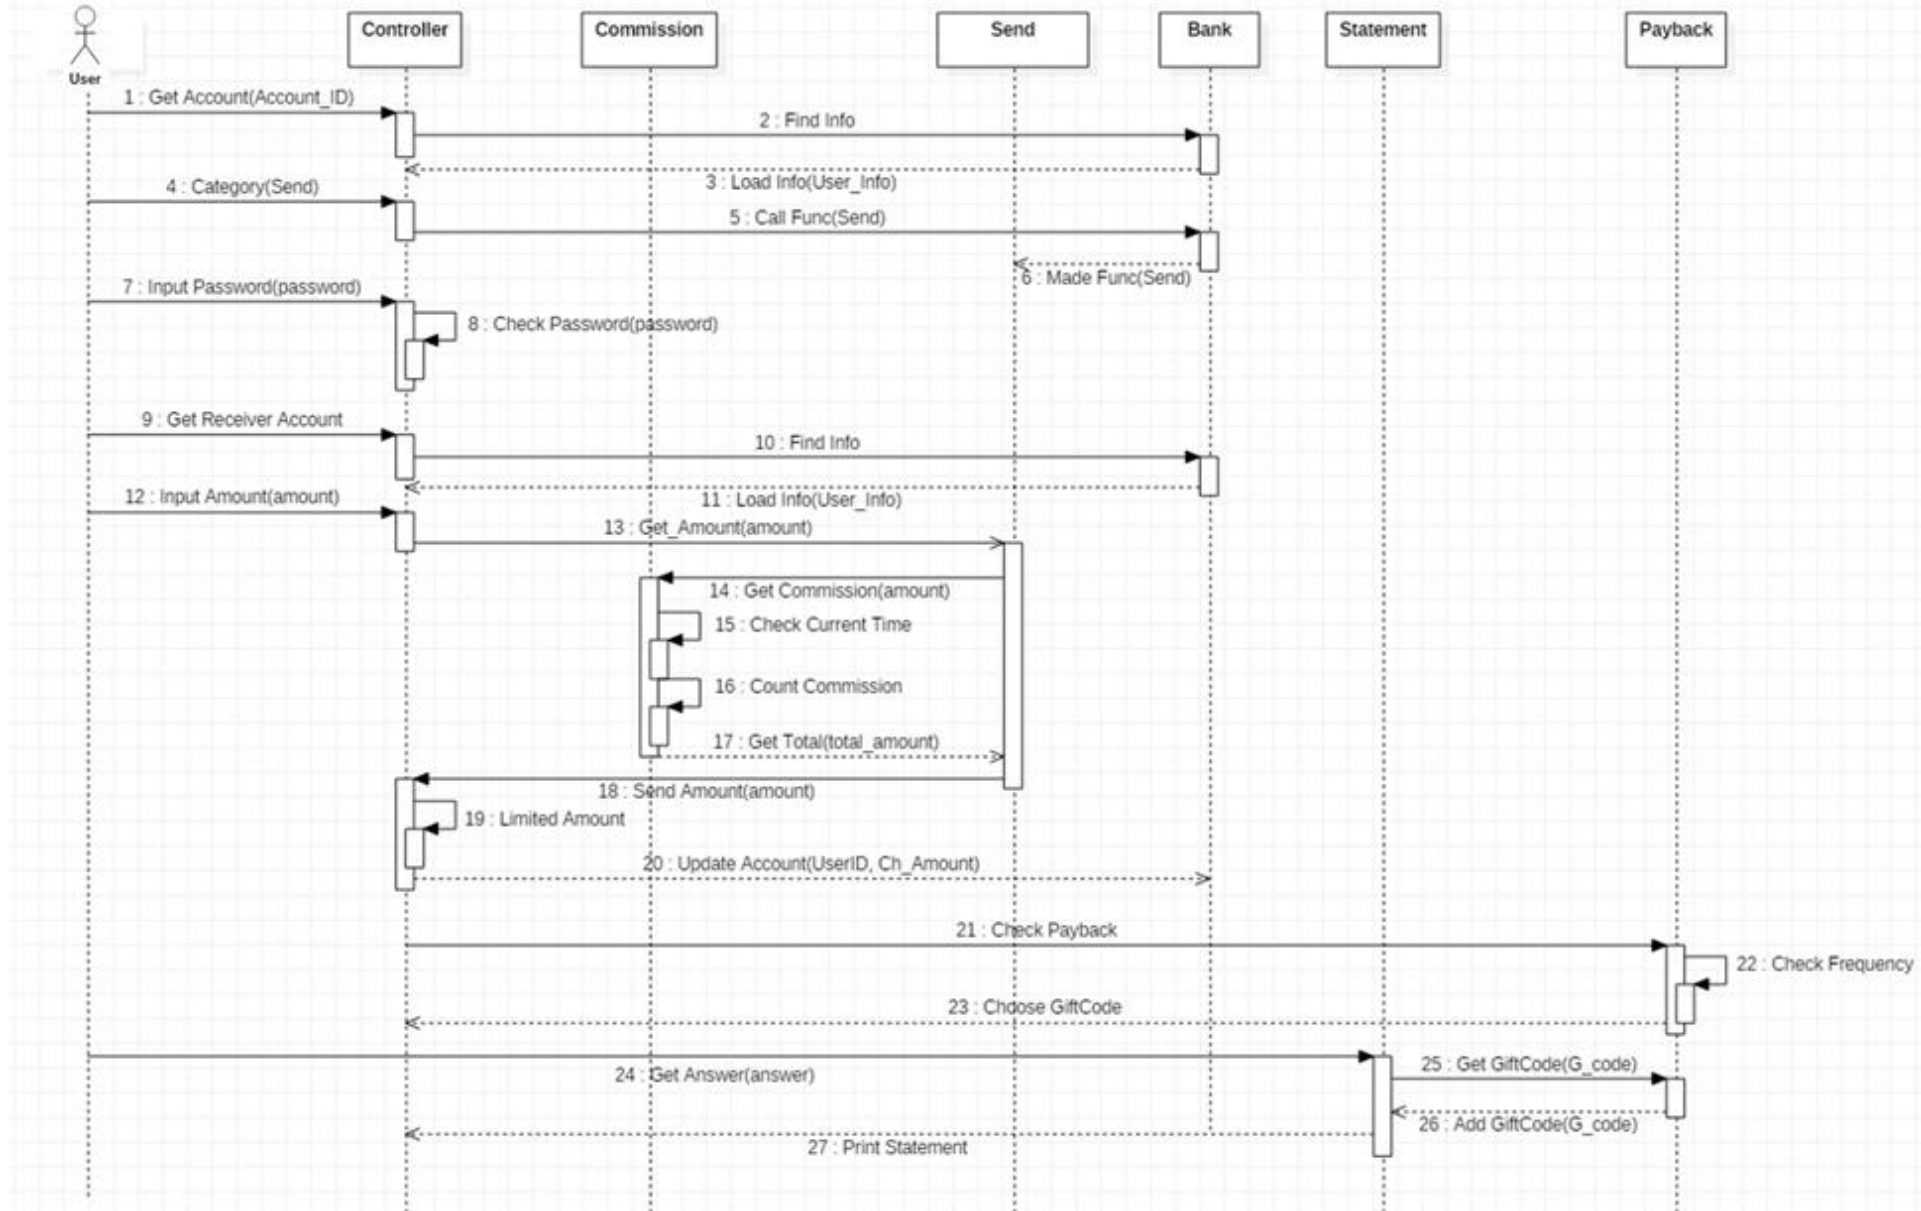 User
Controller
Commission
Send
Bank
Statement
Payback
1 : Get Account(Account_ID)
2 : Find Info
3 : Load Info(User_Info)
4 : Category(Send)
5 : Call Func(Send)
6 : Made Func(Send)
7 : Input Password(password)
8 : Check Password(password)
9 : Get Receiver Account
10 : Find Info
11 : Load Info(User_Info)
12 : Input Amount(amount)
13 : Get_Amount(amount)
14 : Get Commission(amount)
15 : Check Current Time
16 : Count Commission
17 : Get Total(total_amount)
18 : Send Amount(amount)
19 : Limited Amount
20 : Update Account(UserID, Ch_Amount)
21 : Check Payback
22 : Check Frequency
23 : Choose GiftCode
24 : Get Answer(answer)
25 : Get GiftCode(G_code)
26 : Add GiftCode(G_code)
27 : Print Statement